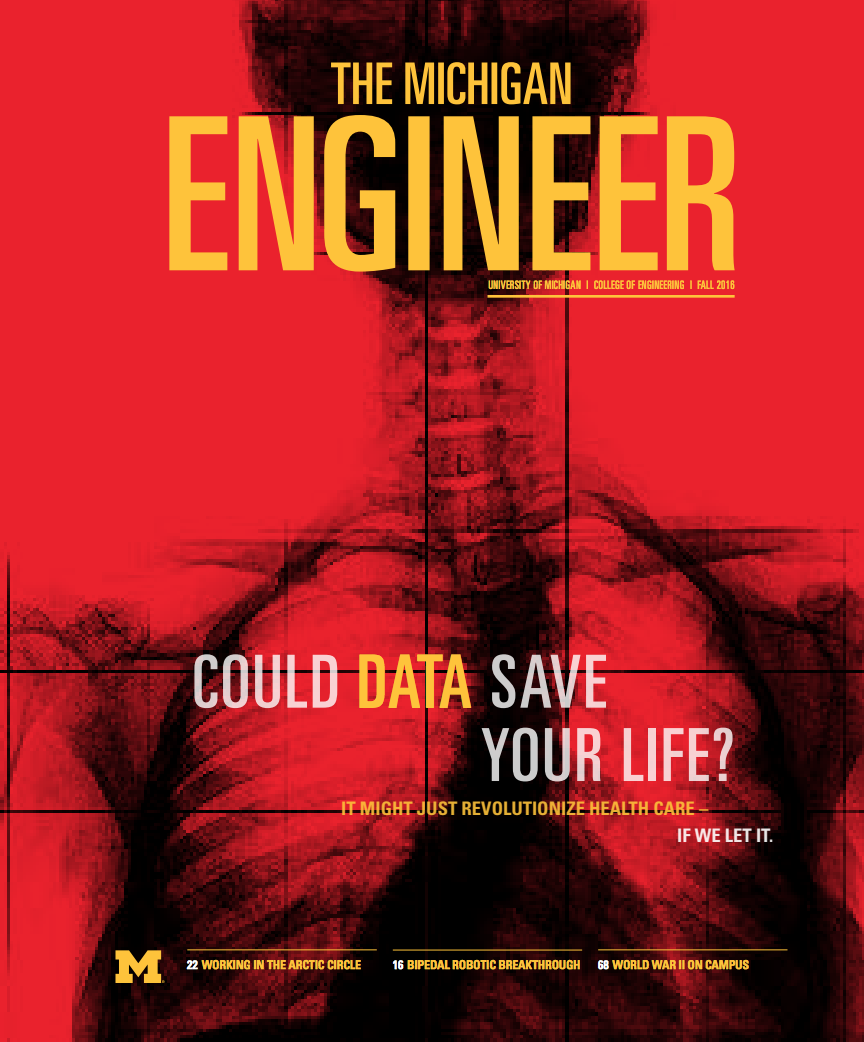 THE MICHIGAN
ENGINEER
UNIVERSITY OF MICHIGAN | COLLEGE OF ENGINEERING | FALL 2016
COULD DATA SAVE
YOUR LIFE?
IT MIGHT JUST REVOLUTIONIZE HEALTH CARE –
IF WE LET IT.
M
22 WORKING IN THE ARCTIC CIRCLE
16 BIPEDAL ROBOTIC BREAKTHROUGH
68 WORLD WAR II ON CAMPUS